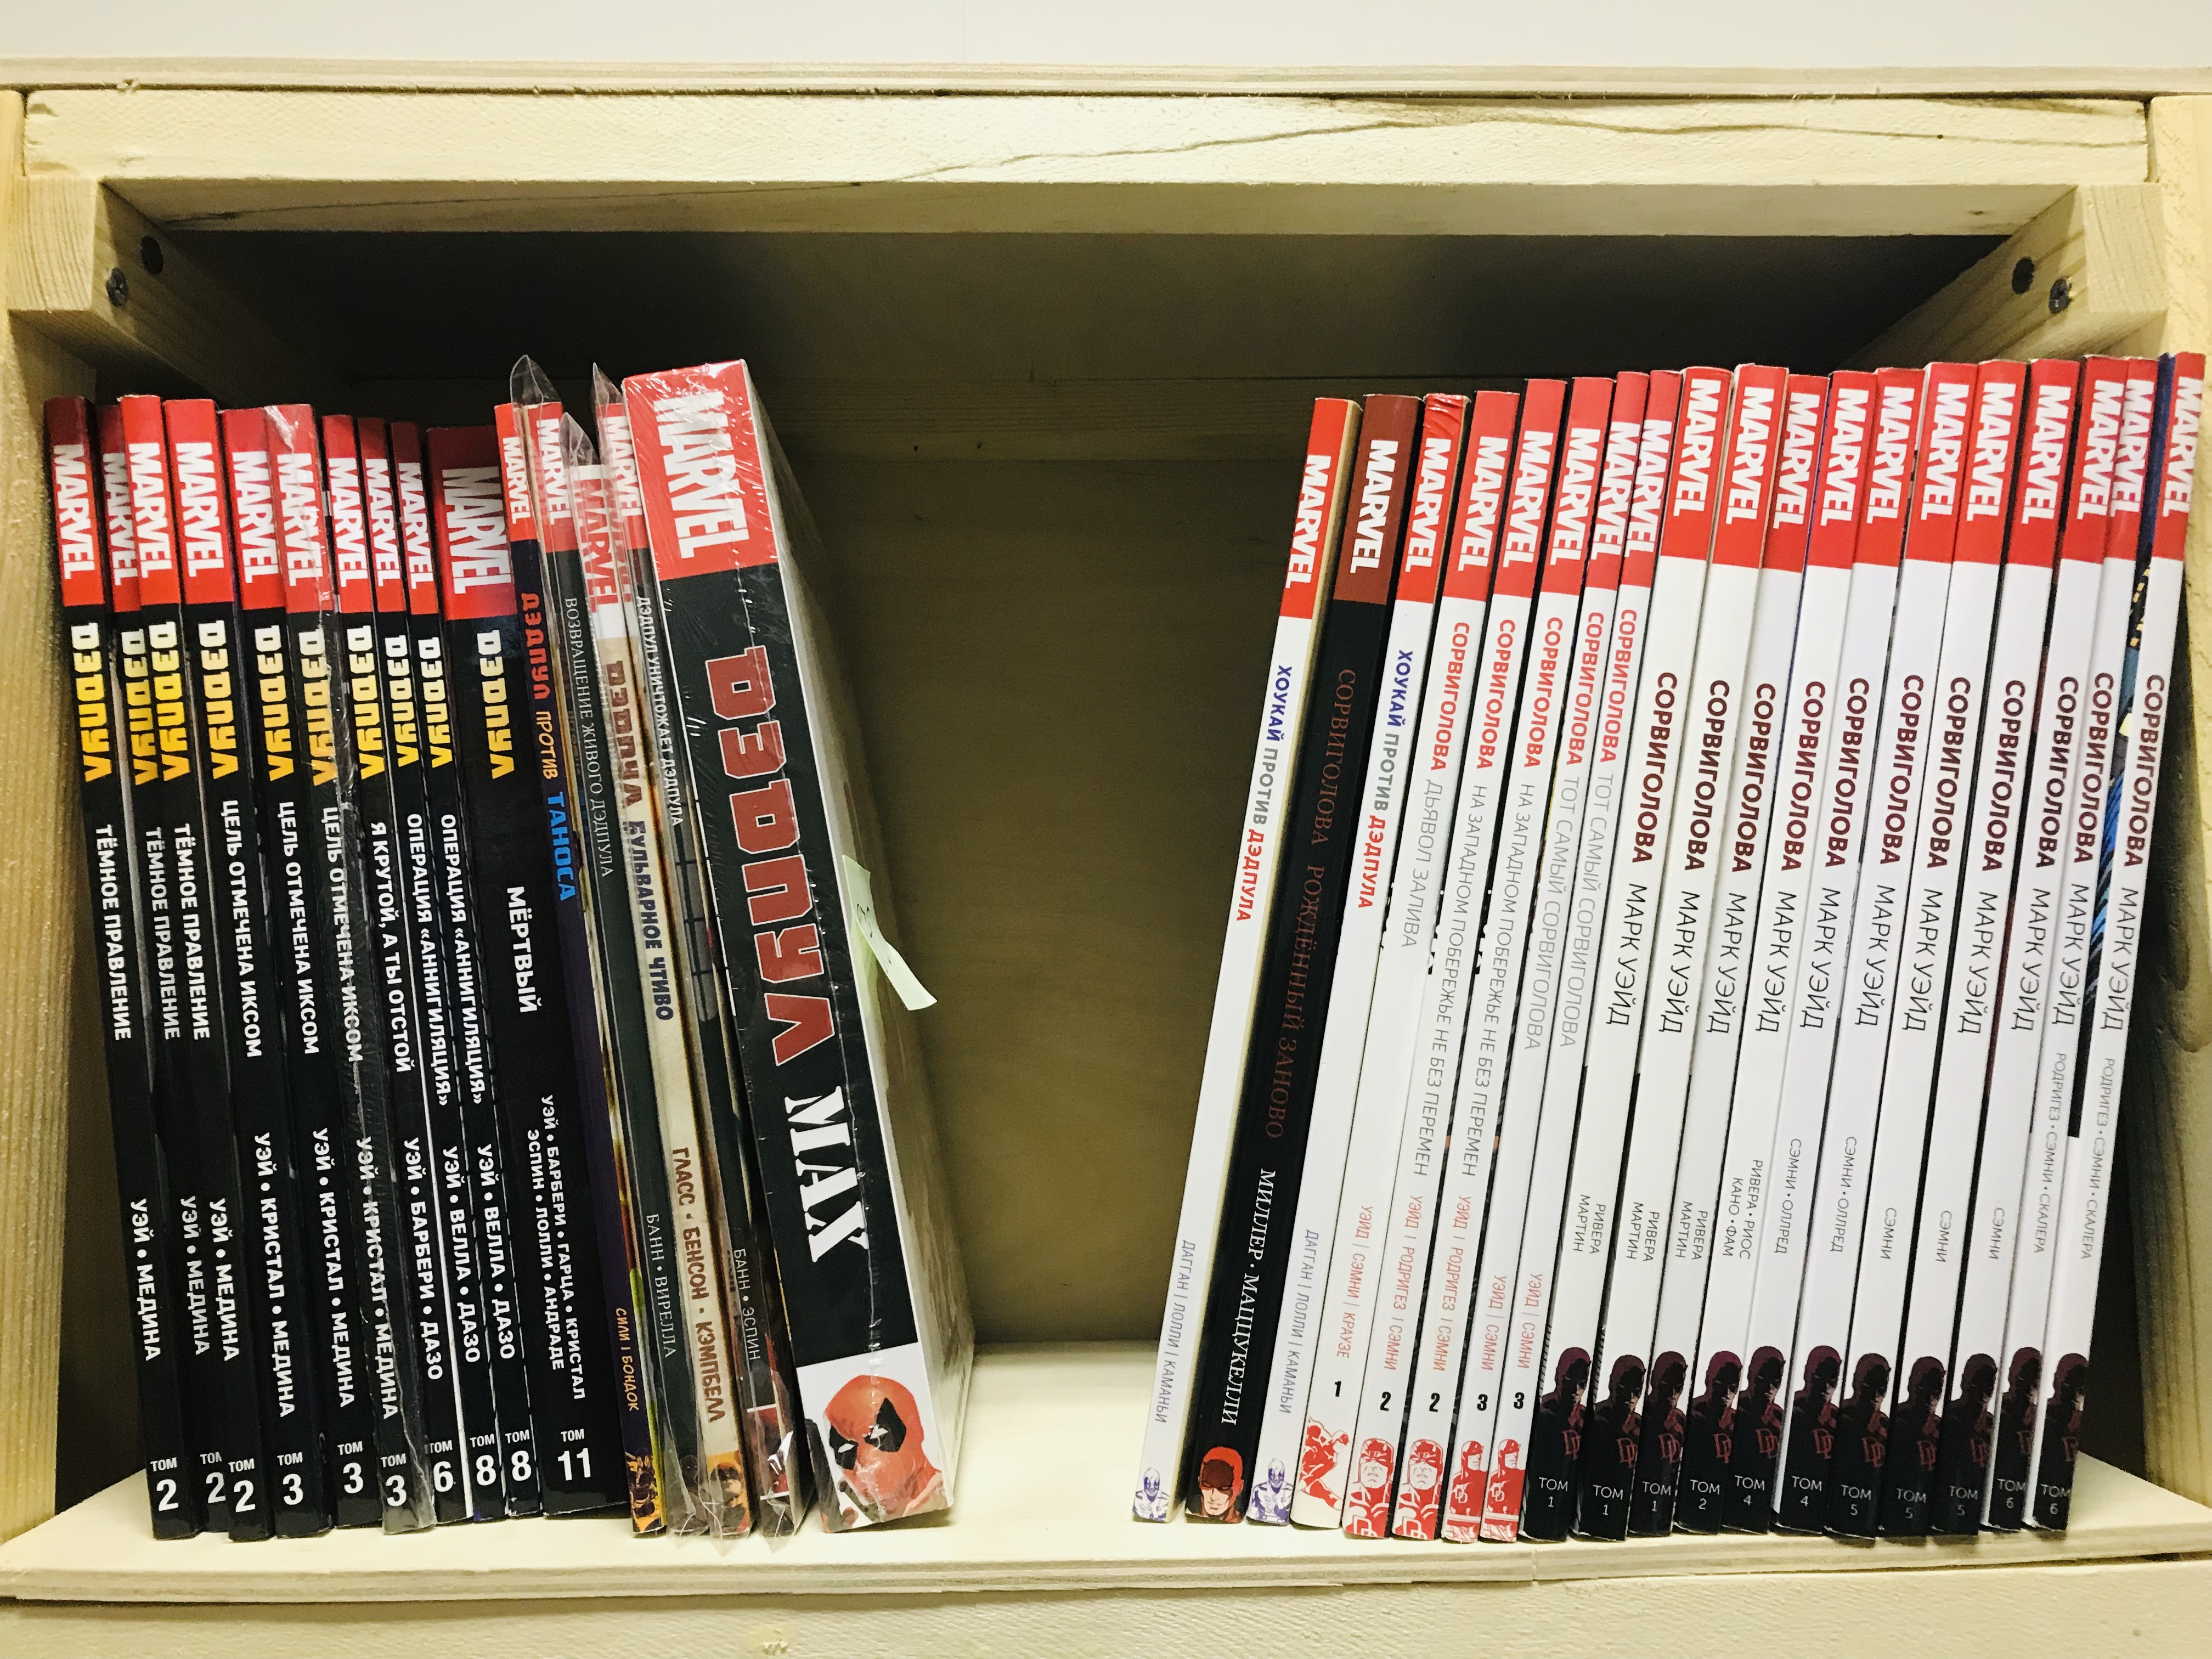 MARVEL ДЭДПУЛ ТЁМНОЕ ПРАВЛЕНИЕ УЭЙ • МЕДИНА ТОМ 2
MARVEL ДЭДПУЛ ТЁМНОЕ ПРАВЛЕНИЕ УЭЙ • МЕДИНА ТОМ 2
MARVEL ДЭДПУЛ ТЁМНОЕ ПРАВЛЕНИЕ УЭЙ • МЕДИНА ТОМ 2
MARVEL ДЭДПУЛ ЦЕЛЬ ОТМЕЧЕНА ИКСОМ УЭЙ • КРИСТАЛ • МЕДИНА ТОМ 3
MARVEL ДЭДПУЛ ЦЕЛЬ ОТМЕЧЕНА ИКСОМ УЭЙ • КРИСТАЛ • МЕДИНА ТОМ 3
MARVEL ДЭДПУЛ ЦЕЛЬ ОТМЕЧЕНА ИКСОМ УЭЙ • КРИСТАЛ • МЕДИНА ТОМ 3
MARVEL ДЭДПУЛ Я КРУТОЙ, А ТЫ ОТСТОЙ УЭЙ • БАРБЕРИ • ДАЗО ТОМ 6
MARVEL ДЭДПУЛ ОПЕРАЦИЯ «АННИГИЛЯЦИЯ» УЭЙ • ВЕЛЛА • ДАЗО ТОМ 8
MARVEL ДЭДПУЛ ОПЕРАЦИЯ «АННИГИЛЯЦИЯ» УЭЙ • ВЕЛЛА • ДАЗО ТОМ 8
MARVEL ДЭДПУЛ МЁРТВЫЙ УЭЙ • БАРБЕРИ • ГАРЦА • КРИСТАЛ
ЭСПИН • ЛОЛЛИ • АНДРАДЕ ТОМ 11
MARVEL ДЭДПУЛ ПРОТИВ ТАНОСА СИЛИ | БОНДОК
MARVEL ВОЗВРАЩЕНИЕ ЖИВОГО ДЭДПУЛА БАНН • ВИРЕЛЛА
MARVEL ДЭДПУЛ БУЛЬВАРНОЕ ЧТИВО ГЛАСС • БЕНСОН • КЭМПБЕЛЛ
MARVEL ДЭДПУЛ УНИЧТОЖАЕТ ДЭДПУЛА БАНН • ЭСПИН
MARVEL ДЭДПУЛ MAX
MARVEL ХОУКАЙ ПРОТИВ ДЭДПУЛА ДАГГАН | ЛОЛЛИ | КАМАНЬИ
MARVEL СОРВИГОЛОВА РОЖДЁННЫЙ ЗАНОВО МИЛЛЕР • МАЦЦУКЕЛЛИ
MARVEL ХОУКАЙ ПРОТИВ ДЭДПУЛА ДАГГАН | ЛОЛЛИ | КАМАНЬИ
MARVEL СОРВИГОЛОВА ДЬЯВОЛ ЗАЛИВА УЭЙД | СЭМНИ | КРАУЗЕ 1
MARVEL СОРВИГОЛОВА НА ЗАПАДНОМ ПОБЕРЕЖЬЕ НЕ БЕЗ ПЕРЕМЕН УЭЙД | РОДРИГЕЗ | СЭМНИ 2
MARVEL СОРВИГОЛОВА НА ЗАПАДНОМ ПОБЕРЕЖЬЕ НЕ БЕЗ ПЕРЕМЕН УЭЙД | РОДРИГЕЗ | СЭМНИ 2
MARVEL СОРВИГОЛОВА ТОТ САМЫЙ СОРВИГОЛОВА УЭЙД | СЭМНИ 3
MARVEL СОРВИГОЛОВА ТОТ САМЫЙ СОРВИГОЛОВА УЭЙД | СЭМНИ 3
MARVEL СОРВИГОЛОВА МАРК УЭЙД РИВЕРА
МАРТИН DD ТОМ 1
MARVEL СОРВИГОЛОВА МАРК УЭЙД РИВЕРА
МАРТИН DD ТОМ 1
MARVEL СОРВИГОЛОВА МАРК УЭЙД РИВЕРА
МАРТИН DD ТОМ 1
MARVEL СОРВИГОЛОВА МАРК УЭЙД РИВЕРА • РИОС
КАНО • ФАМ DD ТОМ 2
MARVEL СОРВИГОЛОВА МАРК УЭЙД СЭМНИ • ОЛЛРЕД DD ТОМ 4
MARVEL СОРВИГОЛОВА МАРК УЭЙД СЭМНИ • ОЛЛРЕД DD ТОМ 4
MARVEL СОРВИГОЛОВА МАРК УЭЙД СЭМНИ DD ТОМ 5
MARVEL СОРВИГОЛОВА МАРК УЭЙД СЭМНИ DD ТОМ 5
MARVEL СОРВИГОЛОВА МАРК УЭЙД СЭМНИ DD ТОМ 5
MARVEL СОРВИГОЛОВА МАРК УЭЙД РОДРИГЕЗ • СЭМНИ • СКАЛЕРА DD ТОМ 6
MARVEL СОРВИГОЛОВА МАРК УЭЙД РОДРИГЕЗ • СЭМНИ • СКАЛЕРА DD ТОМ 6